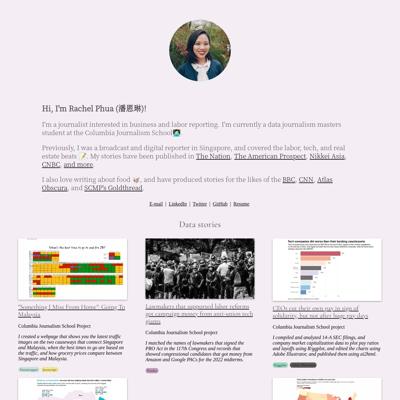 Hi, I'm Rachel Phua (潘恩琳)!
I'm a journalist interested in business and labor reporting. I'm currently a data journalism masters
student at the Columbia Journalism School
Previously, I was a broadcast and digital reporter in Singapore, and covered the labor, tech, and real
estate beats 📝. My stories have been published in The Nation, The American Prospect, Nikkei Asia,
CNBC, and more.
I also love writing about food, and have produced stories for the likes of the BBC, CNN, Atlas
Obscura, and SCMP's Goldthread.
E-mail | LinkedIn | Twitter | GitHub | Resume
Data stories
"Something I Miss From Home": Going To
Malaysia
Columbia Journalism School Project
I created a webpage that shows you the latest traffic
images on the two causeways that connect Singapore
and Malaysia, when the best times to go are based on
the traffic, and how grocery prices compare between
Singapore and Malaysia.
Lawmakers that supported labor reforms
got campaign money from anti-union tech
giants
Columbia Journalism School project
I matched the names of lawmakers that signed the
PRO Act in the 117th Congress and records that
showed congressional candidates that got money from
Amazon and Google PACs for the 2022 midterms.
Tech companies did worse than their banking counterparts
CEOs cut their own pay in sign of
solidarity, but not after huge pay days
Columbia Journalism School project
I compiled and analyzed 14-A SEC filings, and
company market capitalization data to plot pay ratios
and layoffs using R/ggplot, and edited the charts using
Adobe Illustrator, and published them using ai2html.